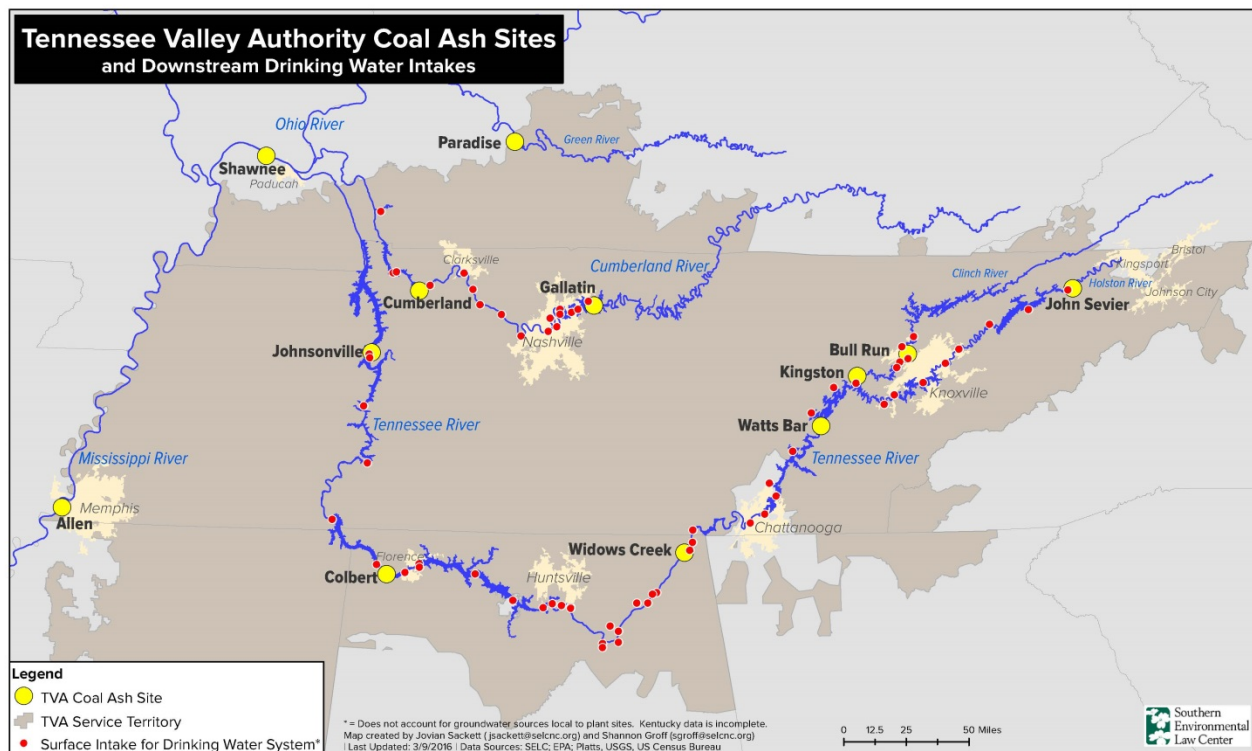 Tennessee Valley Authority Coal Ash Sites
and Downstream Drinking Water Intakes
Ohio River
Paradise
Green River
Shawnee
Paducah
Clarksville
Cumberland River
Bristol
Kingsport
Clinch River
Holston River
Gallatin
Cumberland
Johnson City
John Sevier
Nashville
Johnsonville
Bull Run
Kingston
Knoxville
Tennessee River
Watts Bar
Mississippi River
Tennessee River
Memphis
Allen
Chattanooga
Widows Creek
Florence
Colbert
Huntsville
Legend
TVA Coal Ash Site
TVA Service Territory
Surface Intake for Drinking Water System*
* = Does not account for groundwater sources local to plant sites. Kentucky data is incomplete.
Map created by Jovian Sackett ( jsackett@selcnc.org) and Shannon Groff (sgroff@selcnc.org)
| Last Updated: 3/9/2016 | Data Sources: SELC; EPA; Platts, USGS, US Census Bureau
0 12.5 25 50 Miles
Southern
Environmental
Law Center